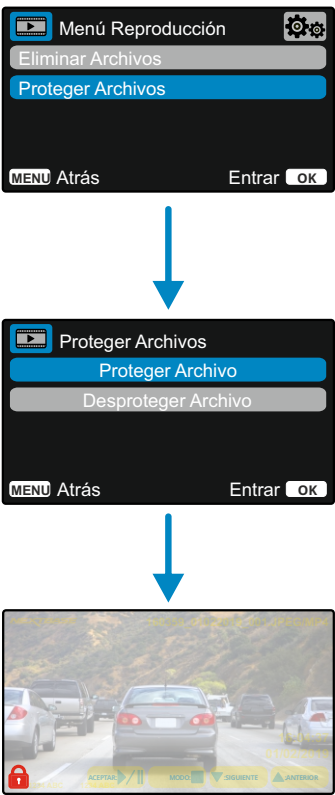 Menú Reproducción
Eliminar Archivos
Proteger Archivos
MENU Atrás Entrar OK
Proteger Archivos
Proteger Archivo
Desproteger Archivo
MENU Atrás Entrar OK
ACEPTAR: MODO: :SIGUIENTE :ANTERIOR